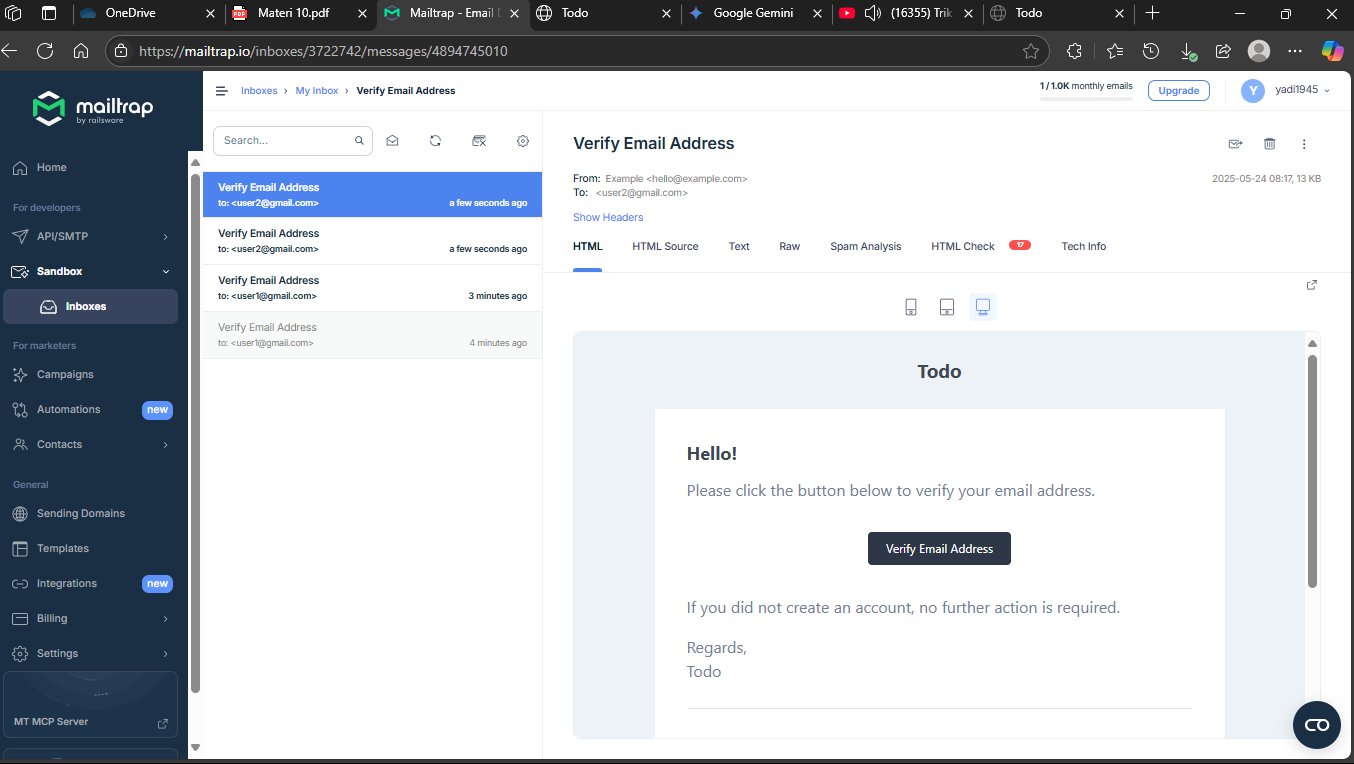 OneDrive
Materi 10.pdf
Mailtrap - Email
Todo
Google Gemini
(16355) Trik
Todo
https://mailtrap.io/inboxes/3722742/messages/4894745010
mailtrap
by railsware
Inboxes › My Inbox › Verify Email Address
1 / 1.0K monthly emails
Upgrade
Y
yadi1945
Home
For developers
API/SMTP
Sandbox
Inboxes
For marketers
Campaigns
Automations
new
Contacts
General
Sending Domains
Templates
Integrations
new
Billing
Settings
MT MCP Server
Search...
Verify Email Address
to: <user2@gmail.com> a few seconds ago
Verify Email Address
to: <user2@gmail.com> a few seconds ago
Verify Email Address
to: <user1@gmail.com> 3 minutes ago
Verify Email Address
to: <user1@gmail.com> 4 minutes ago
Verify Email Address
From: Example <hello@example.com>
2025-05-24 08:17, 13 KB
To: <user2@gmail.com>
Show Headers
HTML HTML Source Text Raw Spam Analysis HTML Check 17 Tech Info
Todo
Hello!
Please click the button below to verify your email address.
Verify Email Address
If you did not create an account, no further action is required.
Regards,
Todo